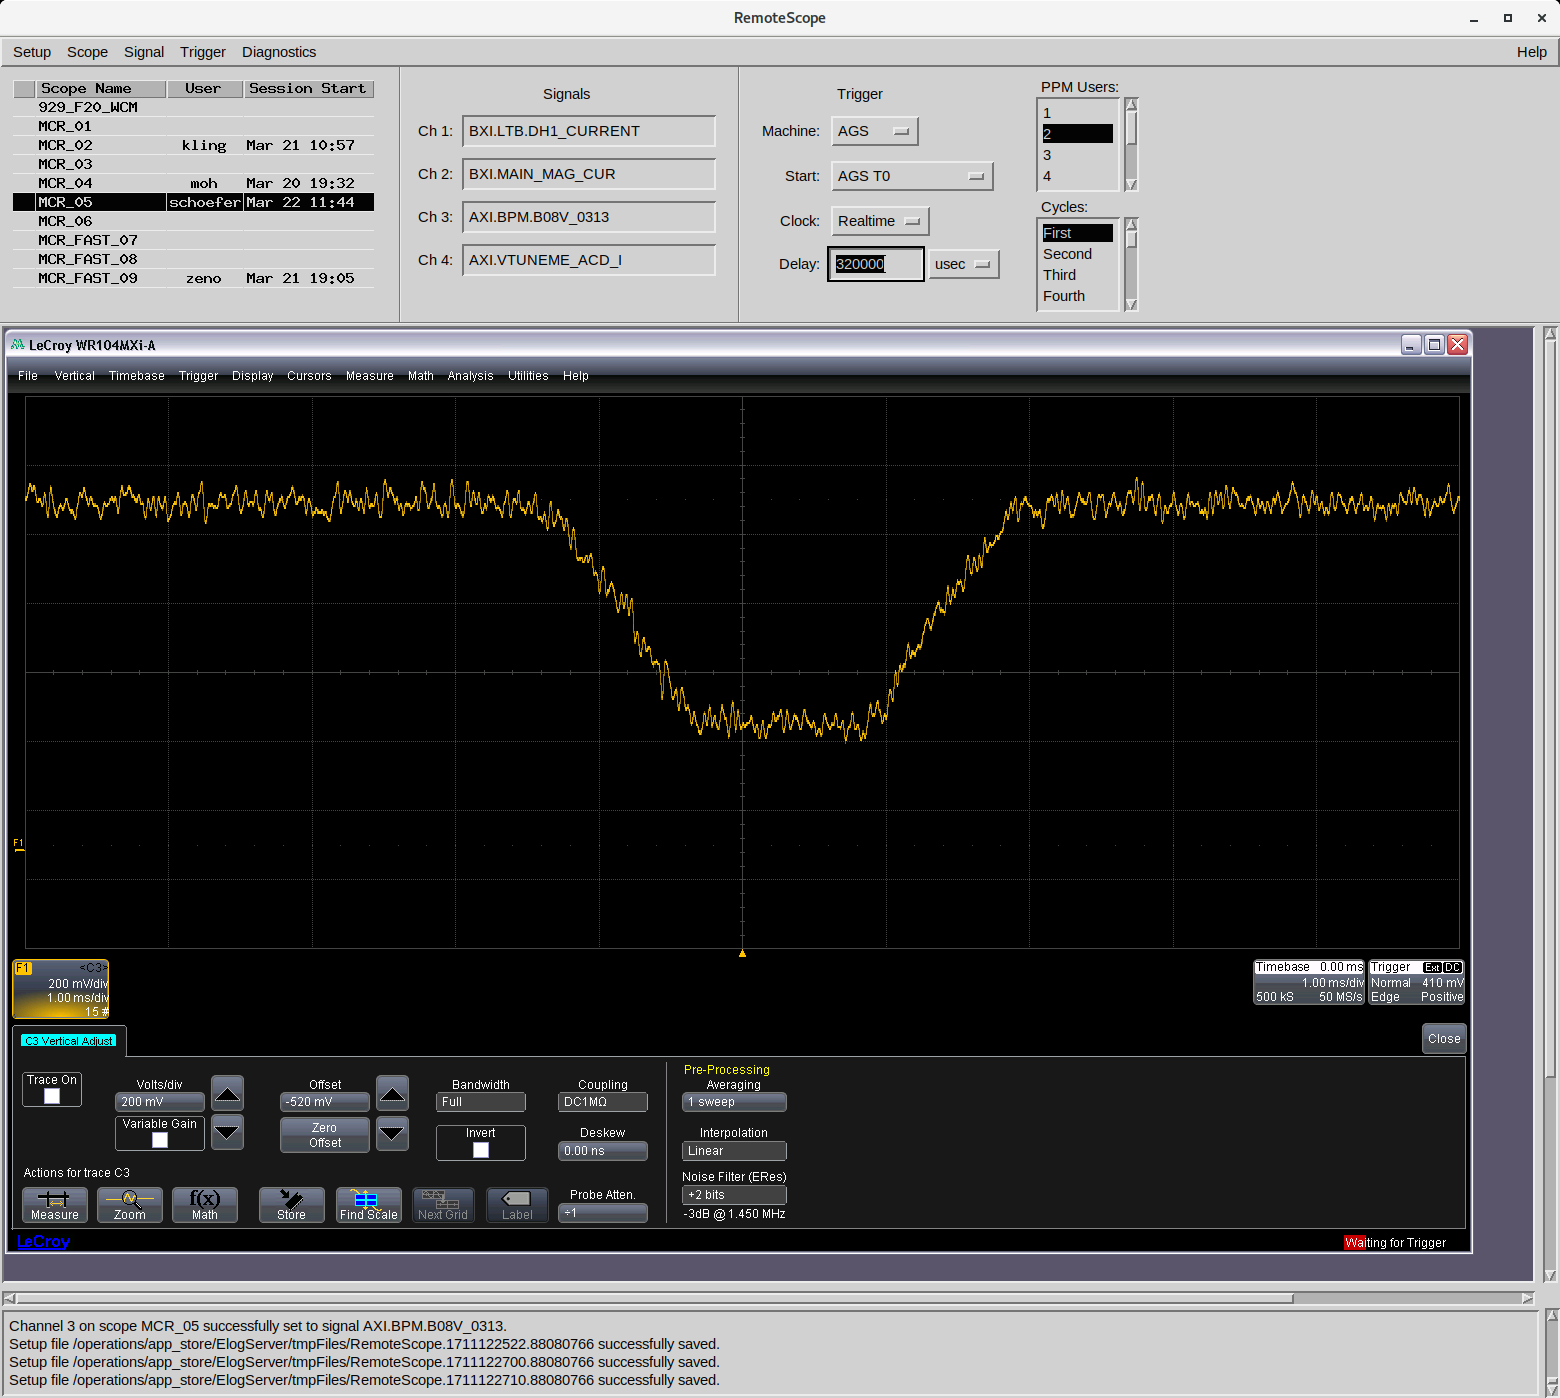 RemoteScope
Setup Scope Signal Trigger Diagnostics Help
Scope Name User Session Start
929_F20_WCM
MCR_01
MCR_02 kling Mar 21 10:57
MCR_03
MCR_04 moh Mar 20 19:32
MCR_05 schoefer Mar 22 11:44
MCR_06
MCR_FAST_07
MCR_FAST_08
MCR_FAST_09 zeno Mar 21 19:05
Signals
Ch 1: BXI.LTB.DH1_CURRENT
Ch 2: BXI.MAIN_MAG_CUR
Ch 3: AXI.BPM.B08V_0313
Ch 4: AXI.VTUNEME_ACD_I
Trigger
Machine: AGS
Start: AGS T0
Clock: Realtime
Delay: 320000 usec
PPM Users:
1
2
3
4
Cycles:
First
Second
Third
Fourth
LeCroy WR104MXi-A
File Vertical Timebase Trigger Display Cursors Measure Math Analysis Utilities Help
F1
F1 <C3>
200 mV/div
1.00 ms/div
15 #
Timebase 0.00 ms
1.00 ms/div
500 kS 50 MS/s
Trigger Ext DC
Normal 410 mV
Edge Positive
C3 Vertical Adjust
Close
Trace On
Volts/div
200 mV
Variable Gain
Offset
-520 mV
Zero
Offset
Bandwidth
Full
Invert
Coupling
DC1MΩ
Deskew
0.00 ns
Pre-Processing
Averaging
1 sweep
Interpolation
Linear
Noise Filter (ERes)
+2 bits
-3dB @ 1.450 MHz
Actions for trace C3
Measure
Zoom
f(x)
Math
Store
Find Scale
Next Grid
Label
Probe Atten.
÷1
LeCroy
Waiting for Trigger
Channel 3 on scope MCR_05 successfully set to signal AXI.BPM.B08V_0313.
Setup file /operations/app_store/ElogServer/tmpFiles/RemoteScope.1711122522.88080766 successfully saved.
Setup file /operations/app_store/ElogServer/tmpFiles/RemoteScope.1711122700.88080766 successfully saved.
Setup file /operations/app_store/ElogServer/tmpFiles/RemoteScope.1711122710.88080766 successfully saved.